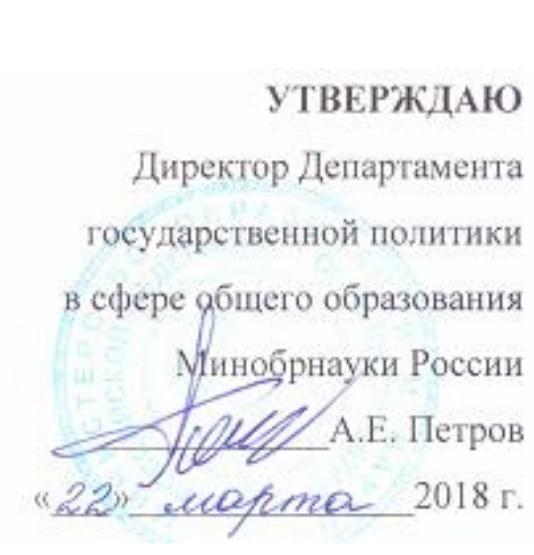 УТВЕРЖДАЮ
Директор Департамента
государственной политики
в сфере общего образования
Минобрнауки России
А.Е. Петров
«22» марта 2018 г.